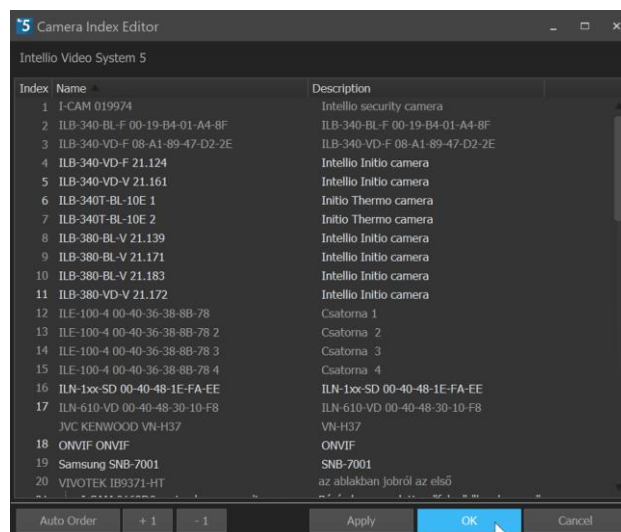 5 Camera Index Editor
Intellio Video System 5
Index Name Description
1 I-CAM 019974 Intellio security camera
2 ILB-340-BL-F 00-19-B4-01-A4-8F ILB-340-BL-F 00-19-B4-01-A4-8F
3 ILB-340-VD-F 08-A1-89-47-D2-2E ILB-340-VD-F 08-A1-89-47-D2-2E
4 ILB-340-VD-F 21.124 Intellio Initio camera
5 ILB-340-VD-V 21.161 Intellio Initio camera
6 ILB-340T-BL-10E 1 Initio Thermo camera
7 ILB-340T-BL-10E 2 Initio Thermo camera
8 ILB-380-BL-V 21.139 Intellio Initio camera
9 ILB-380-BL-V 21.171 Intellio Initio camera
10 ILB-380-BL-V 21.183 Intellio Initio camera
11 ILB-380-VD-V 21.172 Intellio Initio camera
12 ILE-100-4 00-40-36-38-8B-78 Csatorna 1
13 ILE-100-4 00-40-36-38-8B-78 2 Csatorna 2
14 ILE-100-4 00-40-36-38-8B-78 3 Csatorna 3
15 ILE-100-4 00-40-36-38-8B-78 4 Csatorna 4
16 ILN-1xx-SD 00-40-48-1E-FA-EE ILN-1xx-SD 00-40-48-1E-FA-EE
17 ILN-610-VD 00-40-48-30-10-F8 ILN-610-VD 00-40-48-30-10-F8
JVC KENWOOD VN-H37 VN-H37
18 ONVIF ONVIF ONVIF
19 Samsung SNB-7001 SNB-7001
20 VIVOTEK IB9371-HT az ablakban jobról az első
Auto Order + 1 - 1 Apply OK Cancel